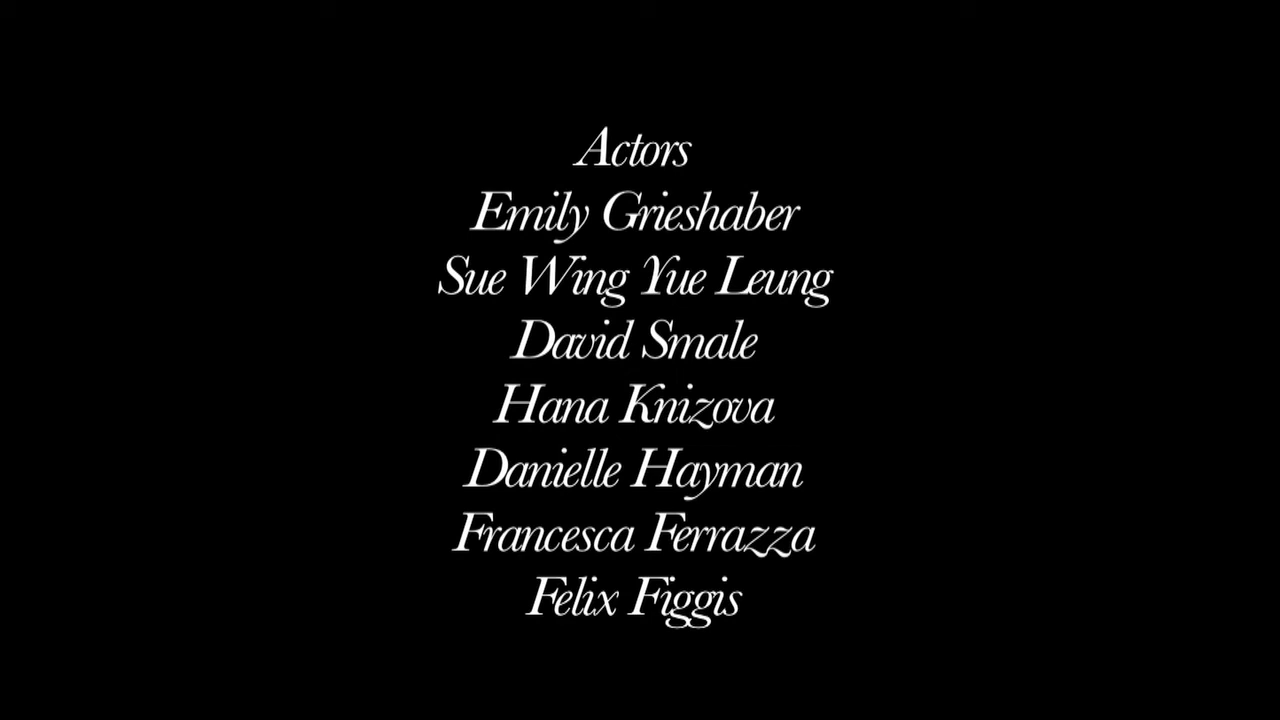 Actors
Emily Grieshaber
Sue Wing Yue Leung
David Smale
Hana Knizova
Danielle Hayman
Francesca Ferrazza
Felix Figgis